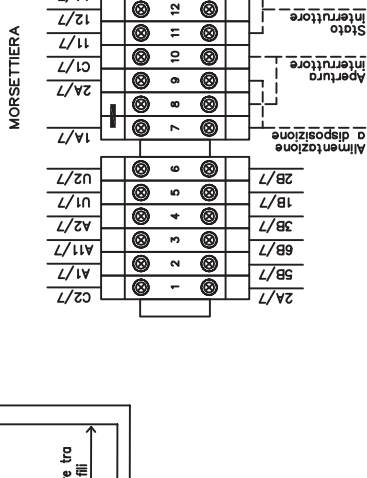 MORSETTIERA
12/7
12
11/7
11
Stato
interruttore
C1/7
10
2A/7
9
Apertura
interruttore
8
1A/7
7
Alimentazione
a disposizione
U2/7
6
2B/7
U1/7
5
1B/7
A2/7
4
3B/7
A11/7
3
6B/7
A1/7
2
5B/7
C2/7
1
2A/7
e tra
fili